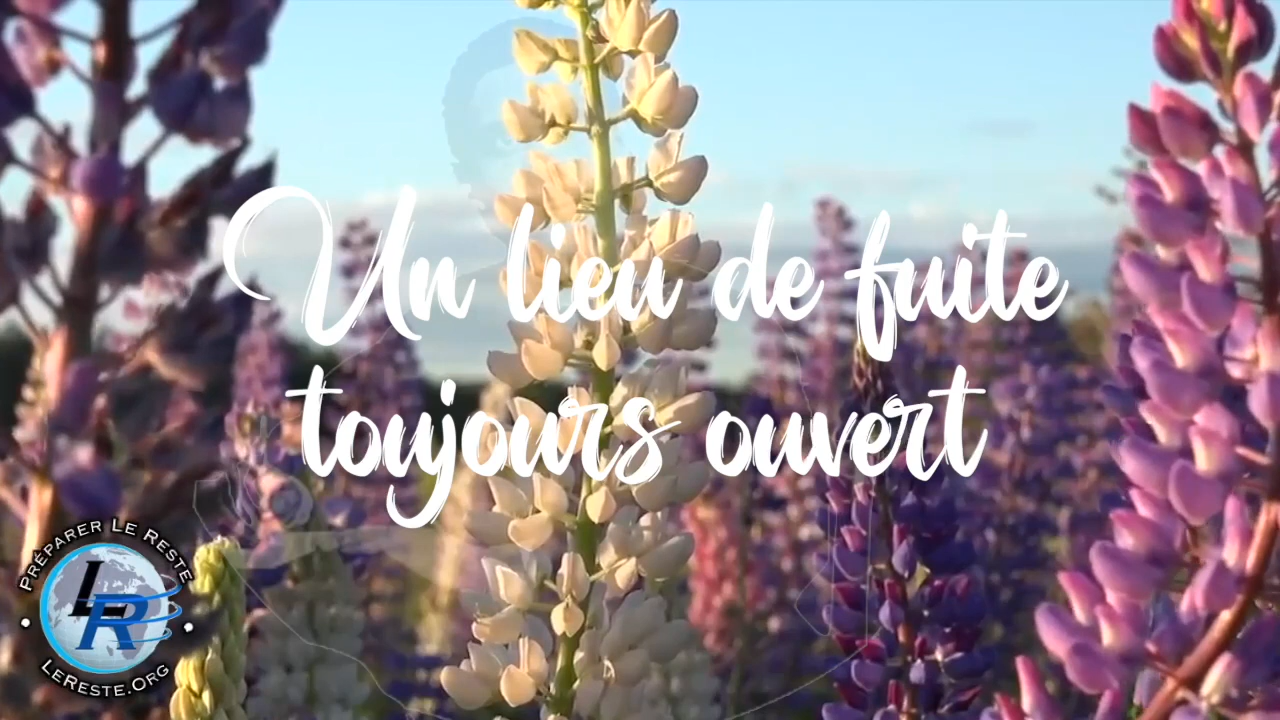 Un lieu de fuite
toujours ouvert
PRÉPARER LE RESTE
LR
LERESTE.ORG